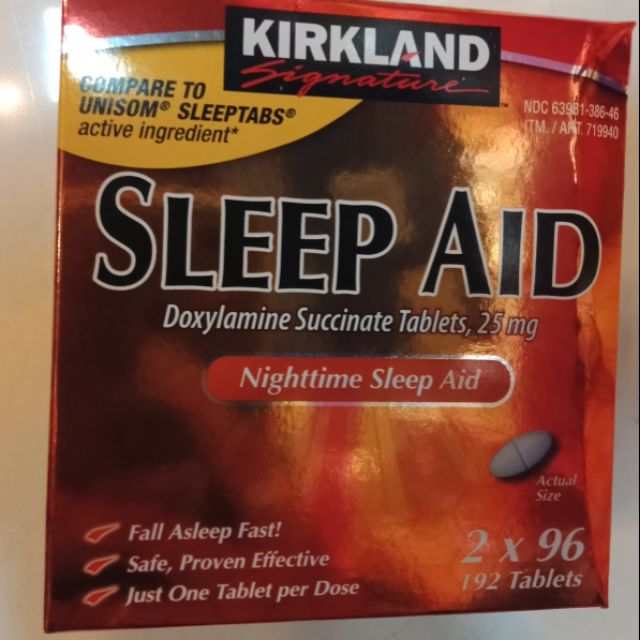 KIRKLAND
Signature
™
COMPARE TO
UNISOM® SLEEPTABS®
active ingredient*
NDC 63981-386-46
ITM. / ART. 719940
SLEEP AID
Doxylamine Succinate Tablets, 25 mg
Nighttime Sleep Aid
Actual
Size
Fall Asleep Fast!
Safe, Proven Effective
Just One Tablet per Dose
2 x 96
192 Tablets